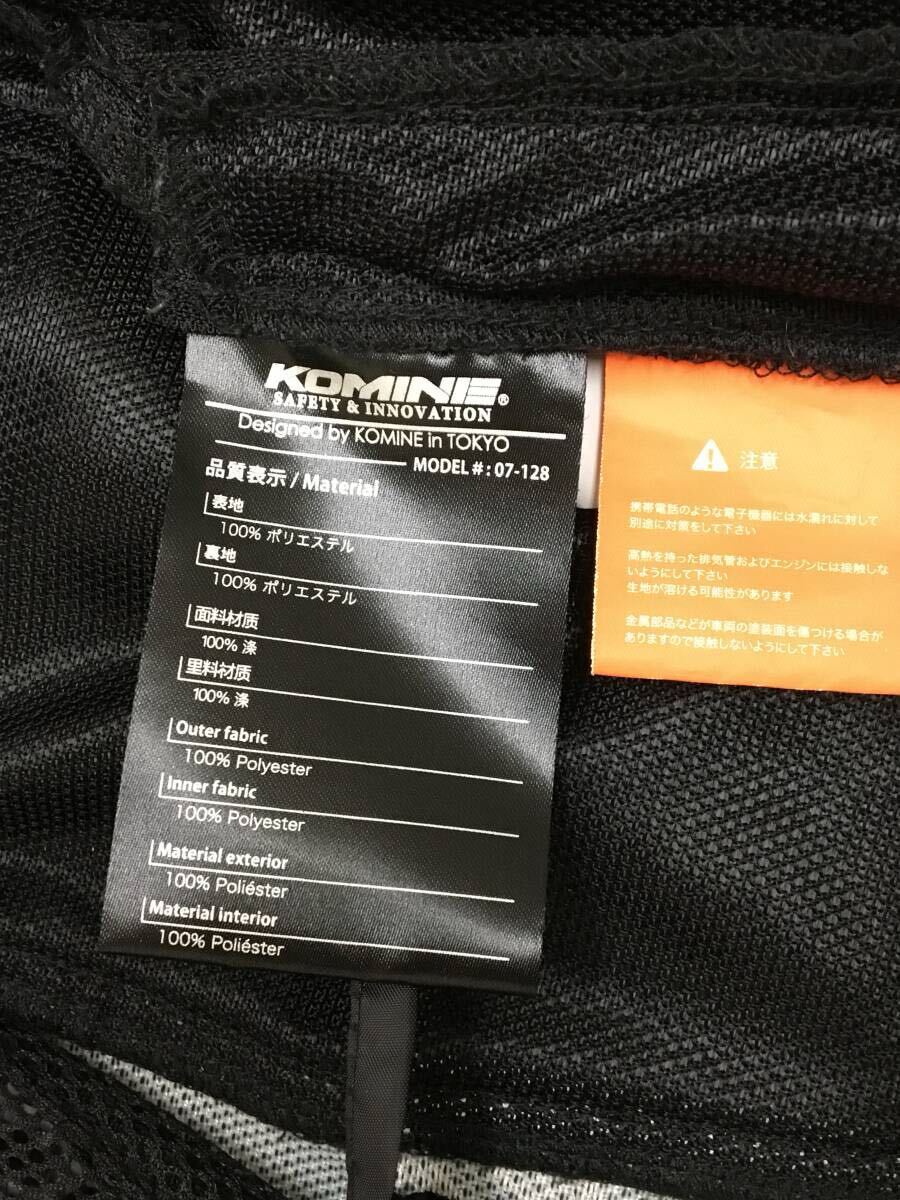 KOMINE®
SAFETY & INNOVATION
Designed by KOMINE in TOKYO
MODEL # : 07-128
品質表示 / Material
表地
100% ポリエステル
裏地
100% ポリエステル
面料材质
100% 涤
里料材质
100% 涤
Outer fabric
100% Polyester
Inner fabric
100% Polyester
Material exterior
100% Poliéster
Material interior
100% Poliéster
注意
携帯電話のような電子機器には水濡れに対して
別途に対策をして下さい
高熱を持った排気管およびエンジンには接触しな
いようにして下さい
生地が溶ける可能性があります
金属部品などが車両の塗装面を傷つける場合が
ありますので接触しないようにして下さい